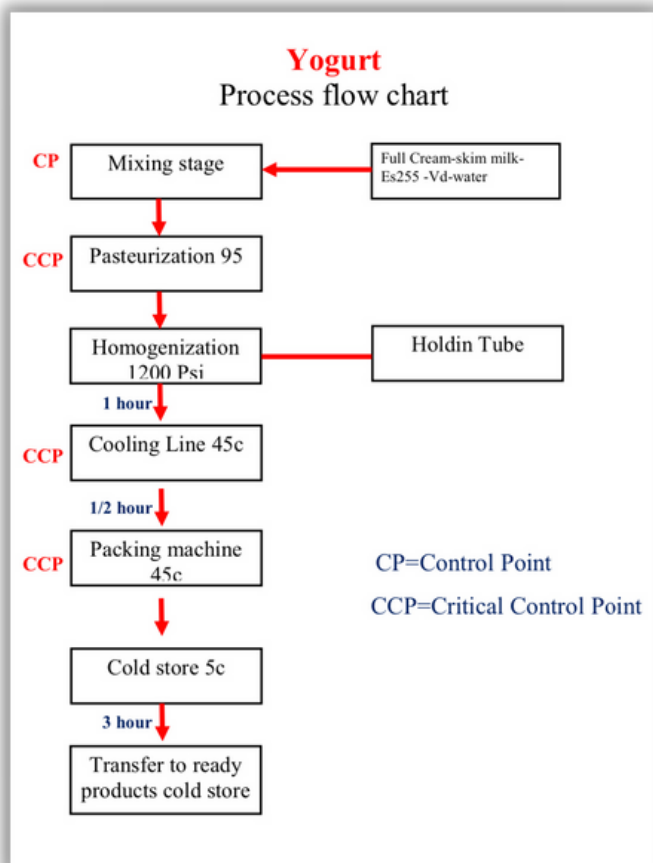 Yogurt
Process flow chart
CP
Mixing stage
Full Cream-skim milk-
Es255 -Vd-water
CCP
Pasteurization 95
Homogenization
1200 Psi
Holdin Tube
1 hour
CCP
Cooling Line 45c
1/2 hour
CCP
Packing machine
45c
CP=Control Point
CCP=Critical Control Point
Cold store 5c
3 hour
Transfer to ready
products cold store